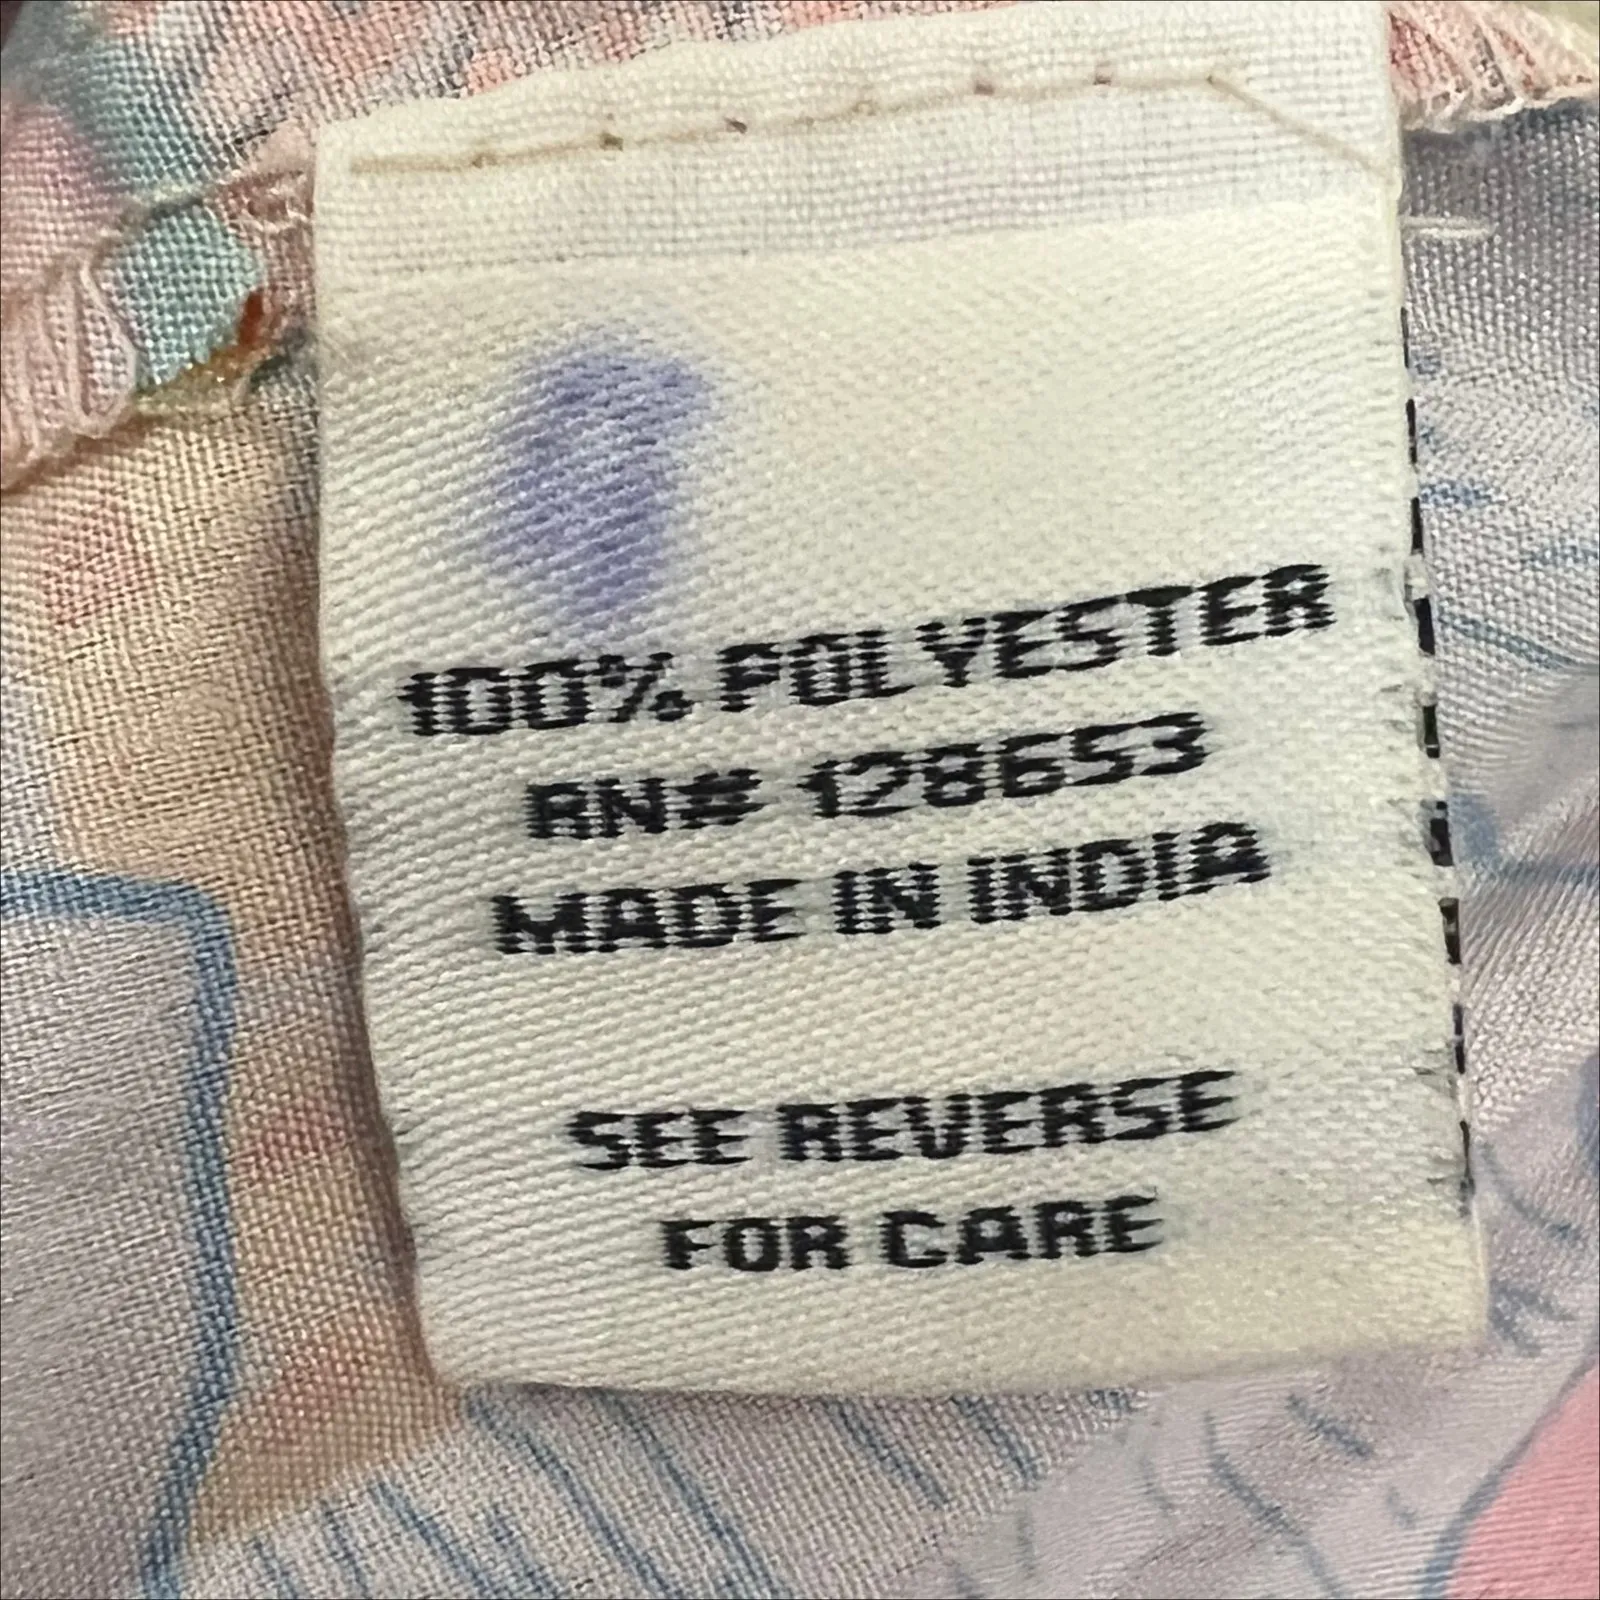 100% POLYESTER
RN# 128653
MADE IN INDIA
SEE REVERSE
FOR CARE